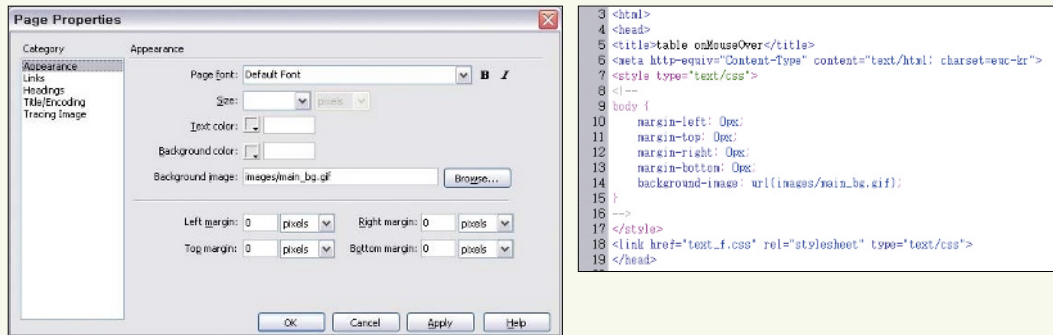 Page Properties
Category
Appearance
Links
Headings
Title/Encoding
Tracing Image
Appearance
Page font: Default Font B I
Size: pixels
Text color:
Background color:
Background image: images/main_bg.gif Browse...
Left margin: 0 pixels Right margin: 0 pixels
Top margin: 0 pixels Bottom margin: 0 pixels
OK Cancel Apply Help
3 <html>
4 <head>
5 <title>table onMouseOver</title>
6 <meta http-equiv="Content-Type" content="text/html; charset=euc-kr">
7 <style type="text/css">
8 <!--
9 body {
10 margin-left: 0px;
11 margin-top: 0px;
12 margin-right: 0px;
13 margin-bottom: 0px;
14 background-image: url(images/main_bg.gif);
15 }
16 -->
17 </style>
18 <link href="text_f.css" rel="stylesheet" type="text/css">
19 </head>